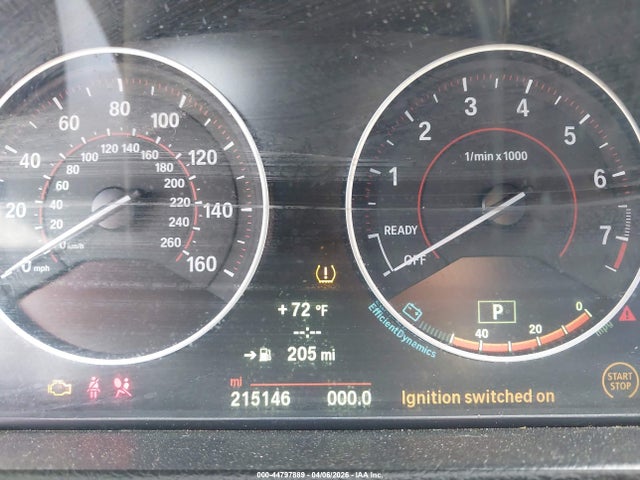 20 40 60 80 100 120 140 160
0 mph
20 40 60 80 100 120 140 160 180 200 220 240 260
0 km/h
1 2 3 4 5 6 7
1/min x 1000
READY
OFF
+72 °F
--:--
205 mi
P
40 20 0
mpg
EfficientDynamics
mi
215146 000.0
Ignition switched on
START
STOP
000-44797889 - 04/06/2026 - IAA Inc.